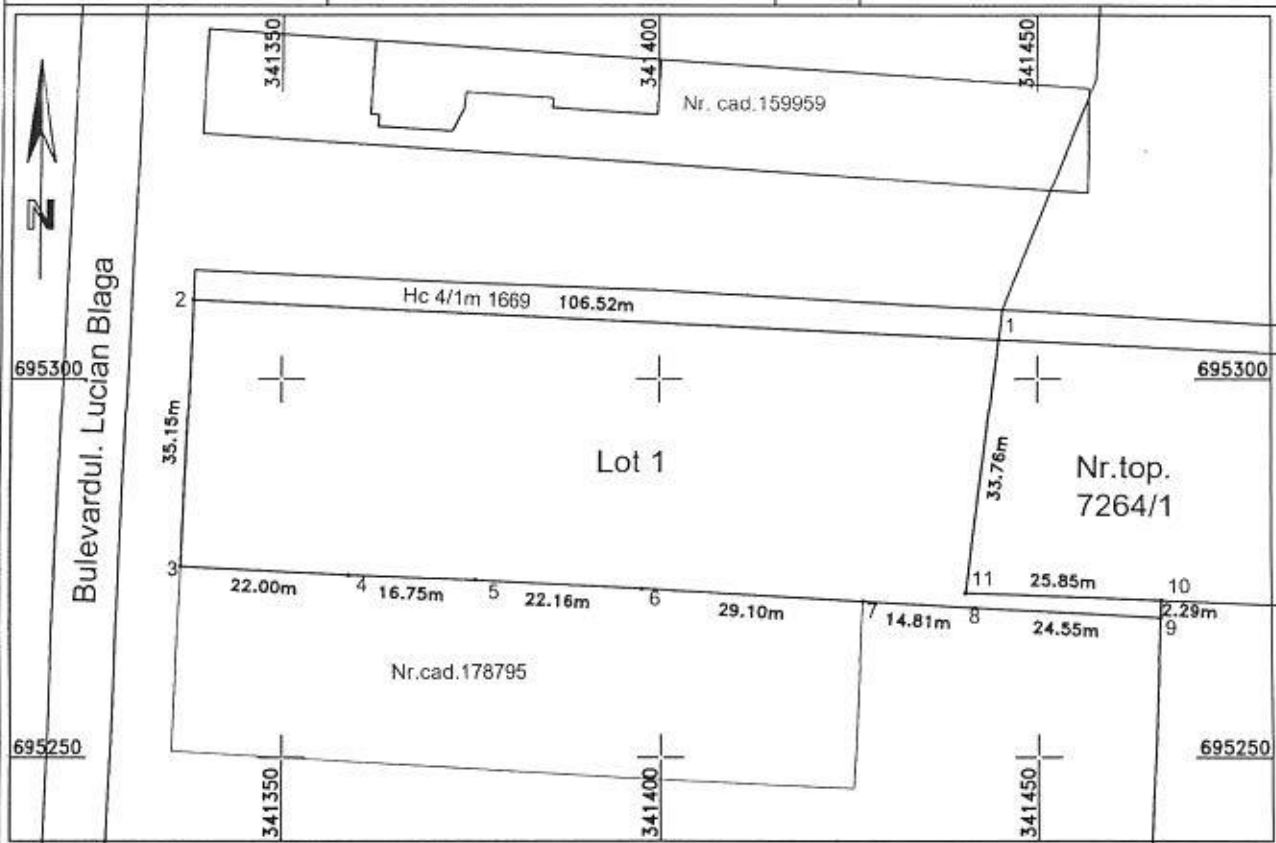 341350
341400
341450
Nr. cad.159959
N
Bulevardul. Lucian Blaga
2
Hc 4/1m 1669
106.52m
1
695300
695300
35.15m
Lot 1
33.76m
Nr.top.
7264/1
3
22.00m
4
16.75m
5
22.16m
6
29.10m
7
14.81m
8
11
25.85m
10
2.29m
24.55m
9
Nr.cad.178795
695250
695250
341350
341400
341450